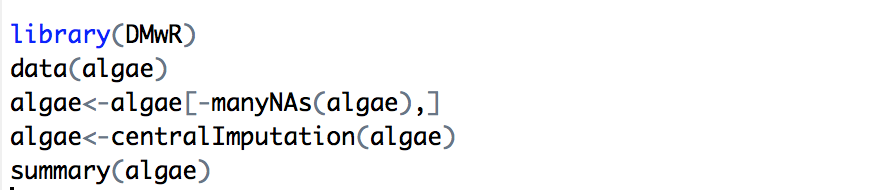 library(DMwR)
data(algae)
algae<-algae[-manyNAs(algae),]
algae<-centralImputation(algae)
summary(algae)